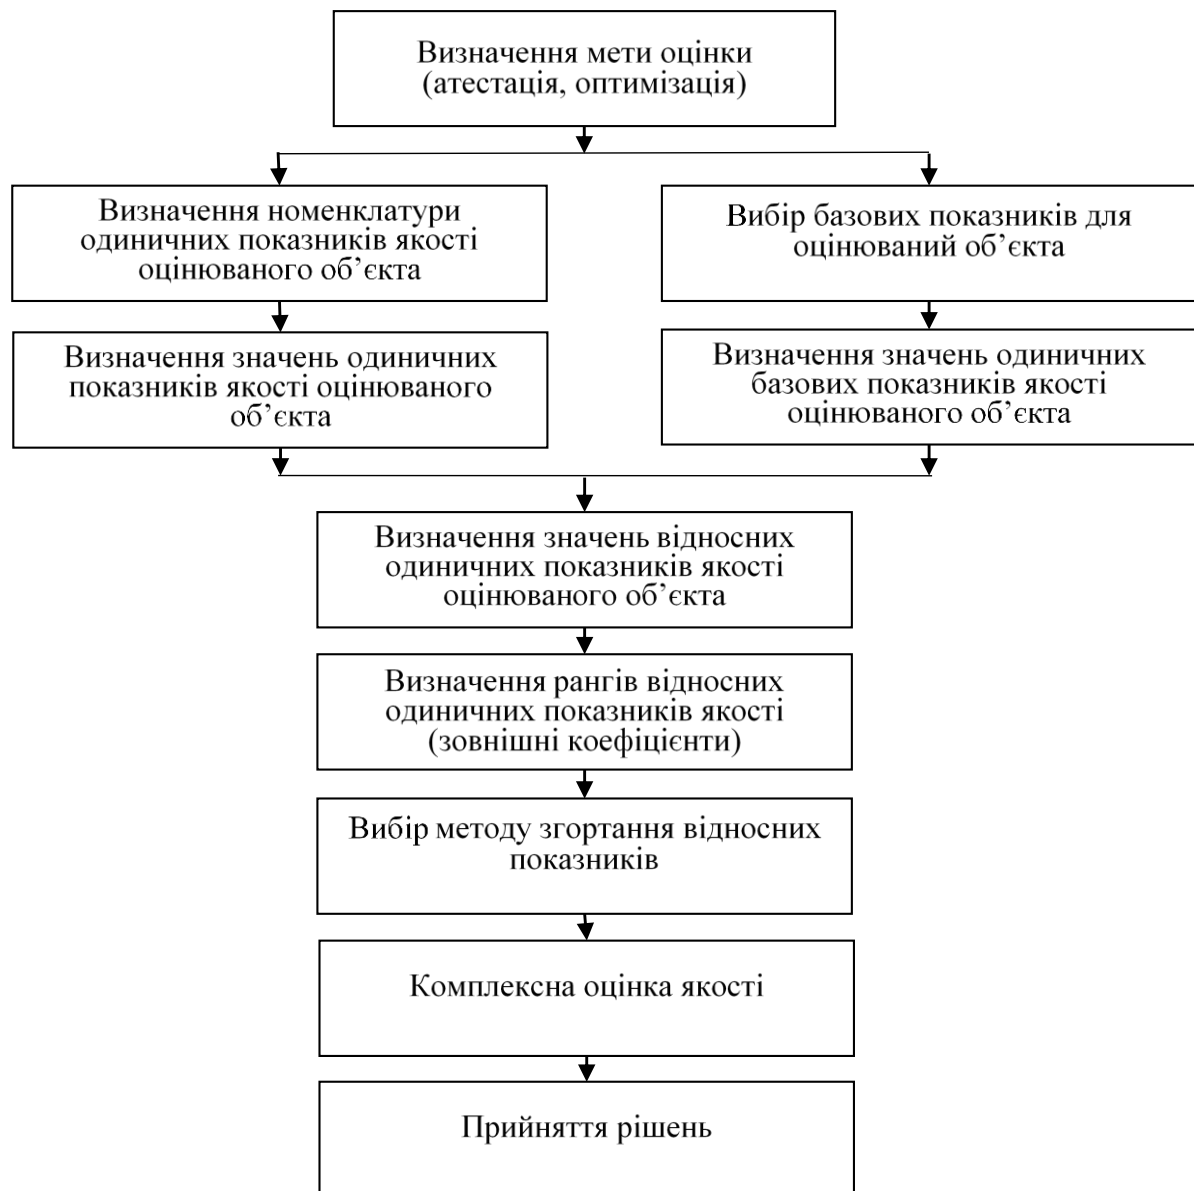 Визначення мети оцінки
(атестація, оптимізація)
Визначення номенклатури
одиничних показників якості
оцінюваного об’єкта
Вибір базових показників для
оцінюваний об’єкта
Визначення значень одиничних
показників якості оцінюваного
об’єкта
Визначення значень одиничних
базових показників якості
оцінюваного об’єкта
Визначення значень відносних
одиничних показників якості
оцінюваного об’єкта
Визначення рангів відносних
одиничних показників якості
(зовнішні коефіцієнти)
Вибір методу згортання відносних
показників
Комплексна оцінка якості
Прийняття рішень